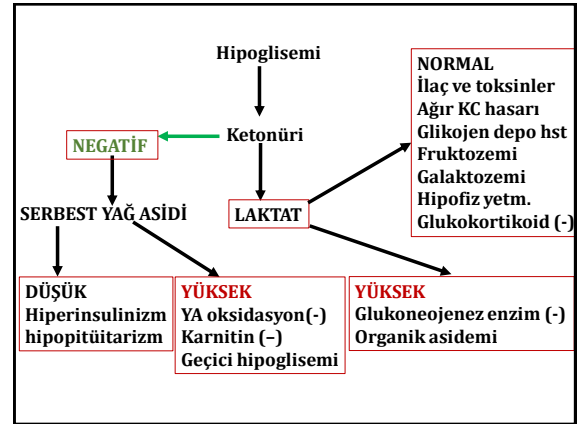 Hipoglisemi
Ketonüri
NEGATİF
SERBEST YAĞ ASİDİ
LAKTAT
NORMAL
İlaç ve toksinler
Ağır KC hasarı
Glikojen depo hst
Fruktozemi
Galaktozemi
Hipofiz yetm.
Glukokortikoid (-)
DÜŞÜK
Hiperinsulinizm
hipopitüitarizm
YÜKSEK
YA oksidasyon(-)
Karnitin (–)
Geçici hipoglisemi
YÜKSEK
Glukoneojenez enzim (-)
Organik asidemi